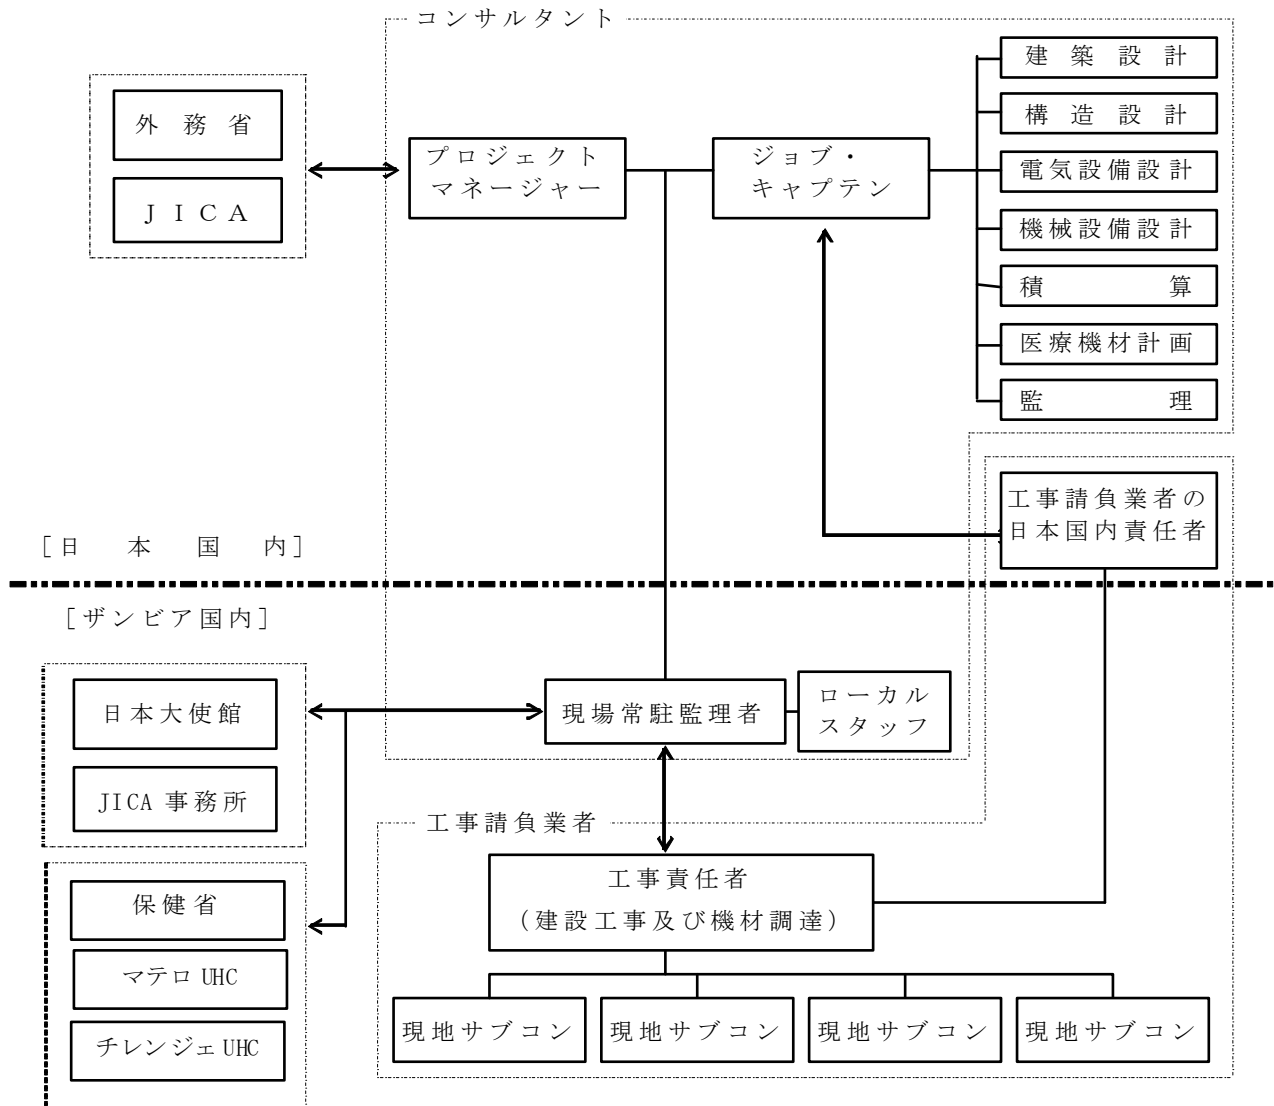 コンサルタント
外務省
JICA
プロジェクト
マネージャー
ジョブ・
キャプテン
建築設計
構造設計
電気設備設計
機械設備設計
積算
医療機材計画
監理
工事請負業者の
日本国内責任者
［日本国内］
［ザンビア国内］
日本大使館
JICA 事務所
現場常駐監理者
ローカル
スタッフ
保健省
マテロ UHC
チレンジェ UHC
工事請負業者
工事責任者
（建設工事及び機材調達）
現地サブコン
現地サブコン
現地サブコン
現地サブコン